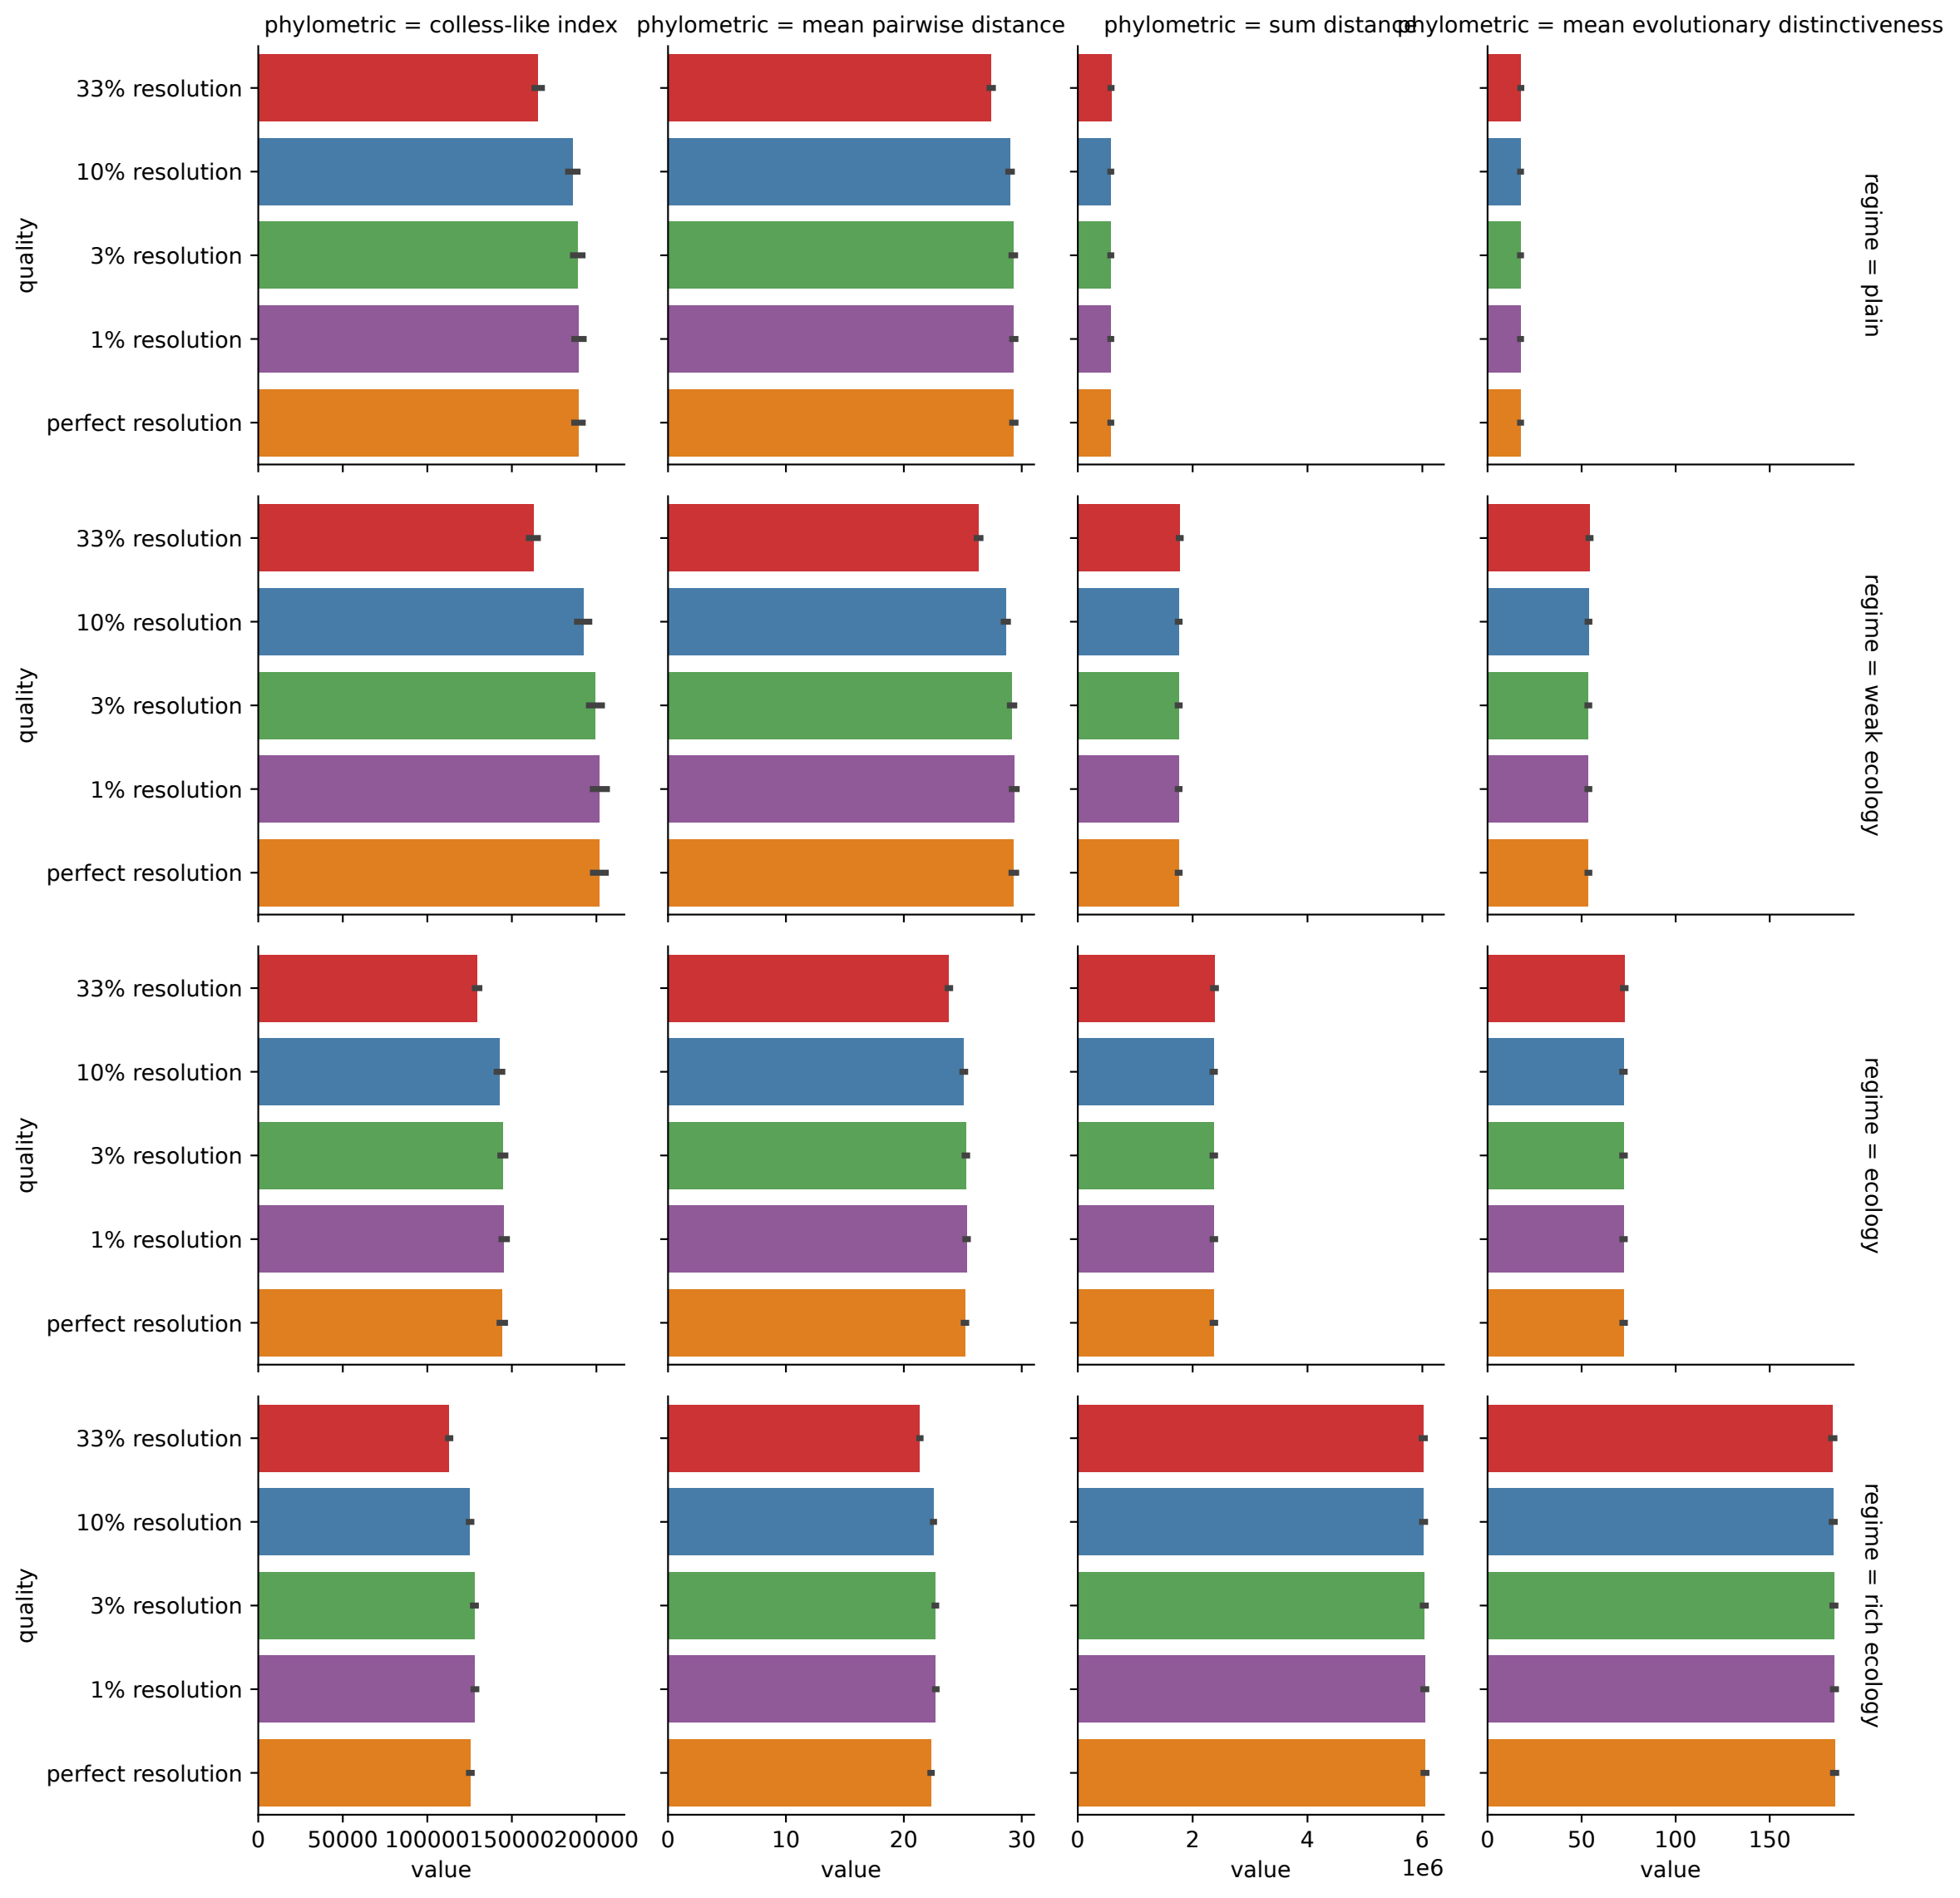 phylometric = colless-like index
phylometric = mean pairwise distance
phylometric = sum distance
phylometric = mean evolutionary distinctiveness
quality
33% resolution
10% resolution
3% resolution
1% resolution
perfect resolution
regime = plain
quality
33% resolution
10% resolution
3% resolution
1% resolution
perfect resolution
regime = weak ecology
quality
33% resolution
10% resolution
3% resolution
1% resolution
perfect resolution
regime = ecology
quality
33% resolution
10% resolution
3% resolution
1% resolution
perfect resolution
regime = rich ecology
0 50000 100000 150000 200000
value
0 10 20 30
value
0 2 4 6
1e6
value
0 50 100 150
value